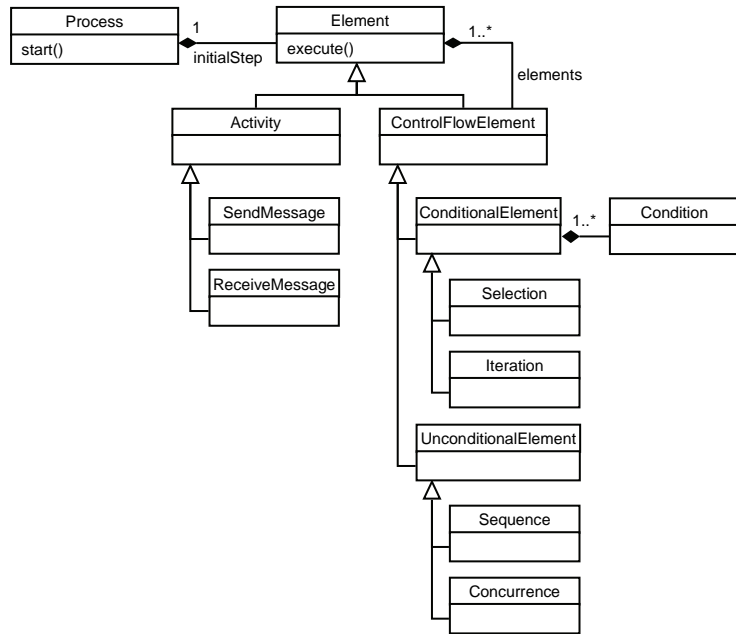 Process
start()
1
initialStep
Element
execute()
1..*
elements
Activity
ControlFlowElement
SendMessage
ReceiveMessage
ConditionalElement
1..*
Condition
Selection
Iteration
UnconditionalElement
Sequence
Concurrence